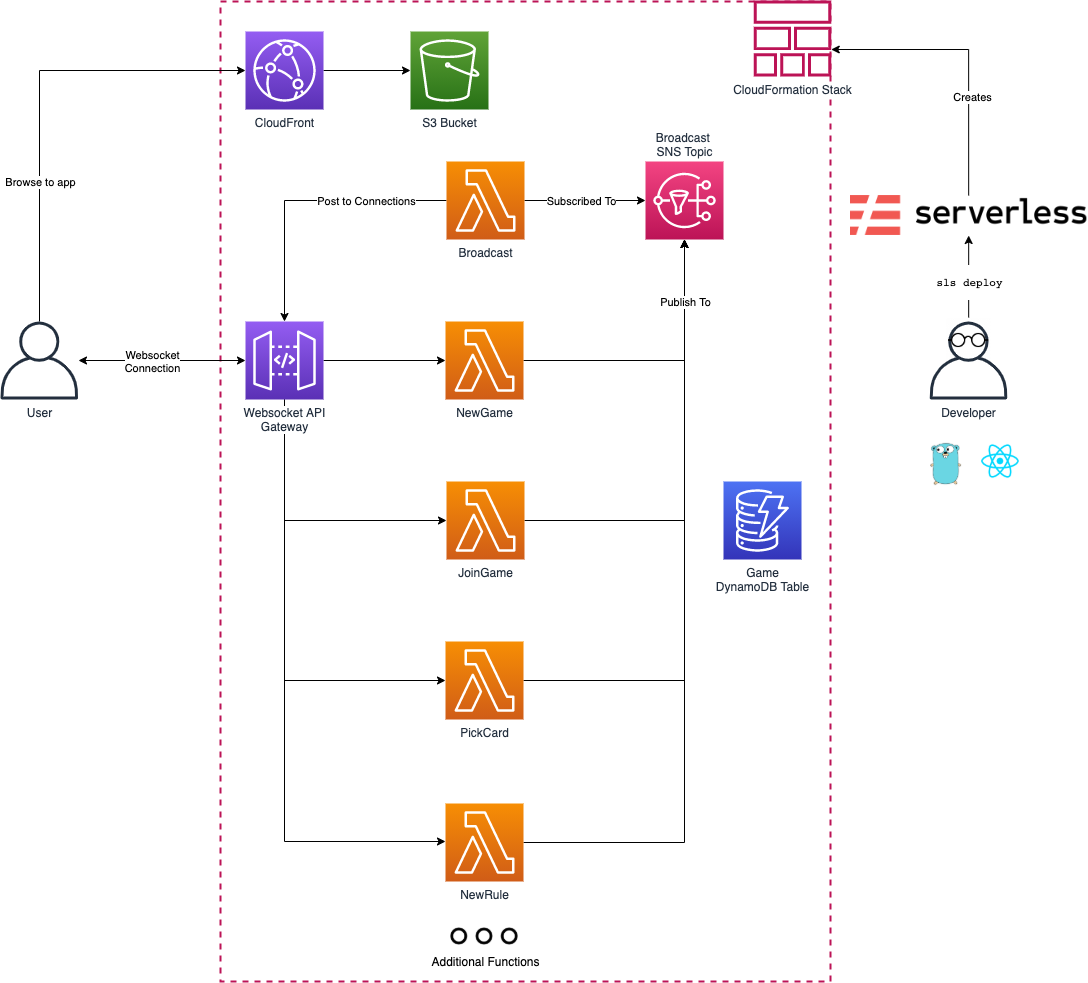 CloudFormation Stack
CloudFront
S3 Bucket
Creates
Broadcast
SNS Topic
Browse to app
Post to Connections
Subscribed To
serverless
Broadcast
sls deploy
Publish To
Websocket
Connection
User
Websocket API
Gateway
NewGame
Developer
JoinGame
Game
DynamoDB Table
PickCard
NewRule
Additional Functions